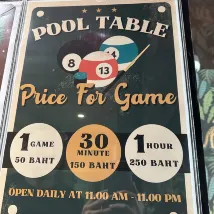 POOL TABLE
8
14
13
Price For Game
1
GAME
50 BAHT
30
MINUTE
150 BAHT
1
HOUR
250 BAHT
OPEN DAILY AT 11.00 AM - 11.00 PM